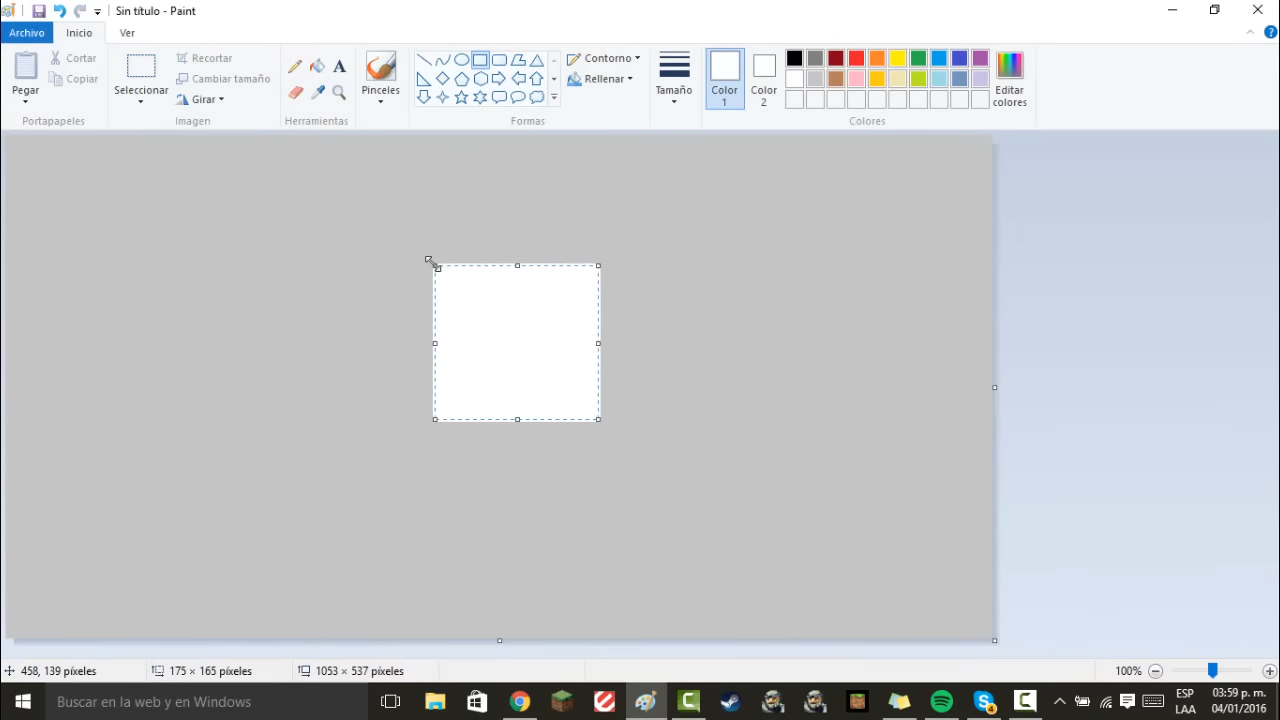 Sin título - Paint
Archivo Inicio Ver
Pegar
Cortar
Copiar
Portapapeles
Seleccionar
Recortar
Cambiar tamaño
Girar
Imagen
A
Herramientas
Pinceles
Contorno
Rellenar
Formas
Tamaño
Color
1
Color
2
Editar
colores
Colores
458, 139 píxeles 175 × 165 píxeles 1053 × 537 píxeles 100%
Buscar en la web y en Windows
4
ESP
LAA
03:59 p. m.
04/01/2016